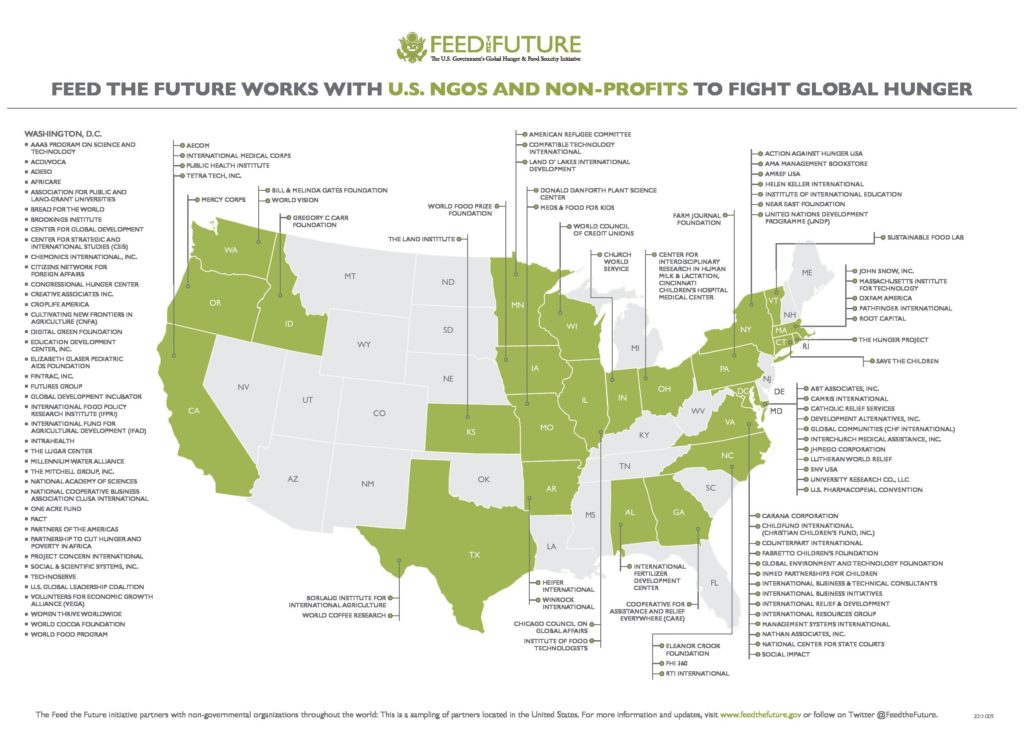 FEED THE FUTURE
The U.S. Government's Global Hunger & Food Security Initiative
FEED THE FUTURE WORKS WITH U.S. NGOS AND NON-PROFITS TO FIGHT GLOBAL HUNGER
WASHINGTON, D.C.
AAAS PROGRAM ON SCIENCE AND
TECHNOLOGY
ACDI/VOCA
ADESO
AFRICARE
ASSOCIATION FOR PUBLIC AND
LAND-GRANT UNIVERSITIES
BREAD FOR THE WORLD
BROOKINGS INSTITUTE
CENTER FOR GLOBAL DEVELOPMENT
CENTER FOR STRATEGIC AND
INTERNATIONAL STUDIES (CSIS)
CHEMONICS INTERNATIONAL, INC.
CITIZENS NETWORK FOR
FOREIGN AFFAIRS
CONGRESSIONAL HUNGER CENTER
CREATIVE ASSOCIATES INC.
CROPLIFE AMERICA
CULTIVATING NEW FRONTIERS IN
AGRICULTURE (CNFA)
DIGITAL GREEN FOUNDATION
EDUCATION DEVELOPMENT
CENTER, INC.
ELIZABETH GLASER PEDIATRIC
AIDS FOUNDATION
FINTRAC, INC.
FUTURES GROUP
GLOBAL DEVELOPMENT INCUBATOR
INTERNATIONAL FOOD POLICY
RESEARCH INSTITUTE (IFPRI)
INTERNATIONAL FUND FOR
AGRICULTURAL DEVELOPMENT (IFAD)
INTRAHEALTH
THE LUGAR CENTER
MILLENNIUM WATER ALLIANCE
THE MITCHELL GROUP, INC.
NATIONAL ACADEMY OF SCIENCES
NATIONAL COOPERATIVE BUSINESS
ASSOCIATION CLUSA INTERNATIONAL
ONE ACRE FUND
PACT
PARTNERS OF THE AMERICAS
PARTNERSHIP TO CUT HUNGER AND
POVERTY IN AFRICA
PROJECT CONCERN INTERNATIONAL
SOCIAL & SCIENTIFIC SYSTEMS, INC.
TECHNOSERVE
U.S. GLOBAL LEADERSHIP COALITION
VOLUNTEERS FOR ECONOMIC GROWTH
ALLIANCE (VEGA)
WOMEN THRIVE WORLDWIDE
WORLD COCOA FOUNDATION
WORLD FOOD PROGRAM
AECOM
INTERNATIONAL MEDICAL CORPS
PUBLIC HEALTH INSTITUTE
TETRA TECH, INC.
MERCY CORPS
BILL & MELINDA GATES FOUNDATION
WORLD VISION
GREGORY C CARR
FOUNDATION
THE LAND INSTITUTE
WORLD FOOD PRIZE
FOUNDATION
AMERICAN REFUGEE COMMITTEE
COMPATIBLE TECHNOLOGY
INTERNATIONAL
LAND O' LAKES INTERNATIONAL
DEVELOPMENT
DONALD DANFORTH PLANT SCIENCE
CENTER
MEDS & FOOD FOR KIDS
WORLD COUNCIL
OF CREDIT UNIONS
CHURCH
WORLD
SERVICE
CENTER FOR
INTERDISCIPLINARY
RESEARCH IN HUMAN
MILK & LACTATION,
CINCINNATI
CHILDREN'S HOSPITAL
MEDICAL CENTER
FARM JOURNAL
FOUNDATION
ACTION AGAINST HUNGER USA
AMA MANAGEMENT BOOKSTORE
AMREF USA
HELEN KELLER INTERNATIONAL
INSTITUTE OF INTERNATIONAL EDUCATION
NEAR EAST FOUNDATION
UNITED NATIONS DEVELOPMENT
PROGRAMME (UNDP)
SUSTAINABLE FOOD LAB
JOHN SNOW, INC.
MASSACHUSETTS INSTITUTE
FOR TECHNOLOGY
OXFAM AMERICA
PATHFINDER INTERNATIONAL
ROOT CAPITAL
THE HUNGER PROJECT
SAVE THE CHILDREN
ABT ASSOCIATES, INC.
CAMRIS INTERNATIONAL
CATHOLIC RELIEF SERVICES
DEVELOPMENT ALTERNATIVES, INC.
GLOBAL COMMUNITIES (CHF INTERNATIONAL)
INTERCHURCH MEDICAL ASSISTANCE, INC.
JHPIEGO CORPORATION
LUTHERAN WORLD RELIEF
SNV USA
UNIVERSITY RESEARCH CO., LLC
U.S. PHARMACOPEIAL CONVENTION
CARANA CORPORATION
CHILDFUND INTERNATIONAL
(CHRISTIAN CHILDREN'S FUND, INC.)
COUNTERPART INTERNATIONAL
FABRETTO CHILDREN'S FOUNDATION
GLOBAL ENVIRONMENT AND TECHNOLOGY FOUNDATION
INMED PARTNERSHIPS FOR CHILDREN
INTERNATIONAL BUSINESS & TECHNICAL CONSULTANTS
INTERNATIONAL BUSINESS INITIATIVES
INTERNATIONAL RELIEF & DEVELOPMENT
INTERNATIONAL RESOURCES GROUP
MANAGEMENT SYSTEMS INTERNATIONAL
NATHAN ASSOCIATES, INC.
NATIONAL CENTER FOR STATE COURTS
SOCIAL IMPACT
WA
OR
ID
CA
MT
ND
SD
WY
NE
NV
UT
CO
KS
AZ
NM
OK
TX
MN
IA
MO
AR
LA
WI
IL
MI
IN
OH
KY
TN
MS
AL
GA
FL
SC
NC
VA
WV
PA
NY
VT
NH
ME
MA
CT
RI
NJ
DE
DC
MD
BORLAUG INSTITUTE FOR
INTERNATIONAL AGRICULTURE
WORLD COFFEE RESEARCH
HEIFER
INTERNATIONAL
WINROCK
INTERNATIONAL
CHICAGO COUNCIL ON
GLOBAL AFFAIRS
INSTITUTE OF FOOD
TECHNOLOGISTS
INTERNATIONAL
FERTILIZER
DEVELOPMENT
CENTER
COOPERATIVE FOR
ASSISTANCE AND RELIEF
EVERYWHERE (CARE)
ELEANOR CROOK
FOUNDATION
FHI 360
RTI INTERNATIONAL
The Feed the Future initiative partners with non-governmental organizations throughout the world: This is a sampling of partners located in the United States. For more information and updates, visit www.feedthefuture.gov or follow on Twitter @FeedtheFuture.